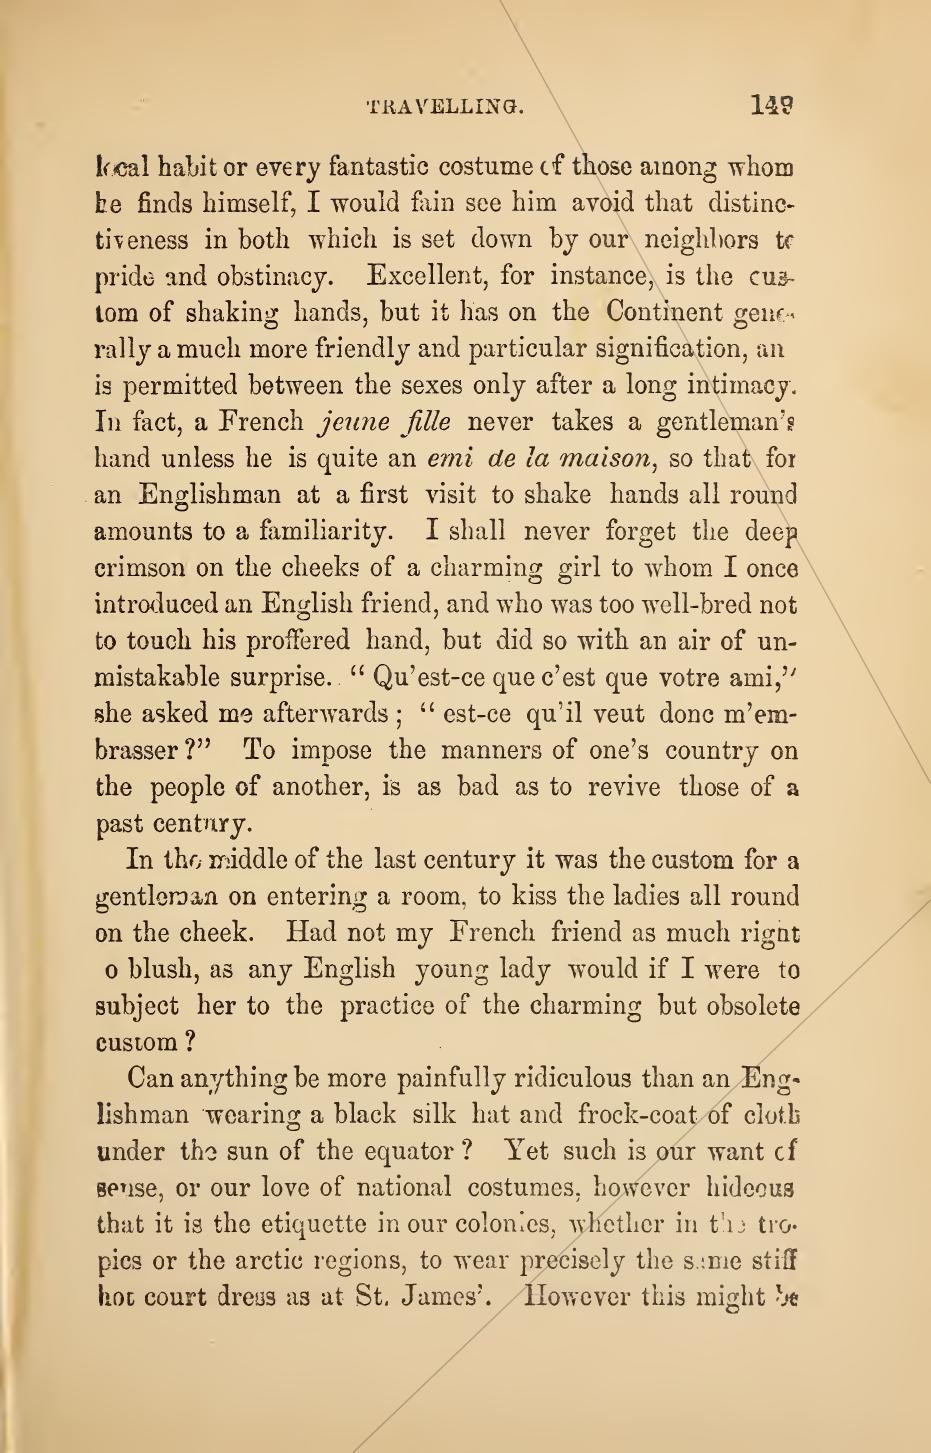 TRAVELLING. 149
local habit or every fantastic costume of those among whom
he finds himself, I would fain see him avoid that distinc-
tiveness in both which is set down by our neighbors to
pride and obstinacy. Excellent, for instance, is the cus-
tom of shaking hands, but it has on the Continent gene-
rally a much more friendly and particular signification, an
is permitted between the sexes only after a long intimacy.
In fact, a French jeune fille never takes a gentleman's
hand unless he is quite an emi de la maison, so that for
an Englishman at a first visit to shake hands all round
amounts to a familiarity. I shall never forget the deep
crimson on the cheeks of a charming girl to whom I once
introduced an English friend, and who was too well-bred not
to touch his proffered hand, but did so with an air of un-
mistakable surprise. “ Qu'est-ce que c'est que votre ami,”
she asked me afterwards ; “ est-ce qu'il veut donc m'em-
brasser ?” To impose the manners of one's country on
the people of another, is as bad as to revive those of a
past century.
In the middle of the last century it was the custom for a
gentleman on entering a room, to kiss the ladies all round
on the cheek. Had not my French friend as much right
o blush, as any English young lady would if I were to
subject her to the practice of the charming but obsolete
custom ?
Can anything be more painfully ridiculous than an Eng-
lishman wearing a black silk hat and frock-coat of cloth
under the sun of the equator ? Yet such is our want of
sense, or our love of national costumes, however hideous
that it is the etiquette in our colonies, whether in the tro-
pics or the arctic regions, to wear precisely the same stiff
hot court dress as at St. James'. However this might be